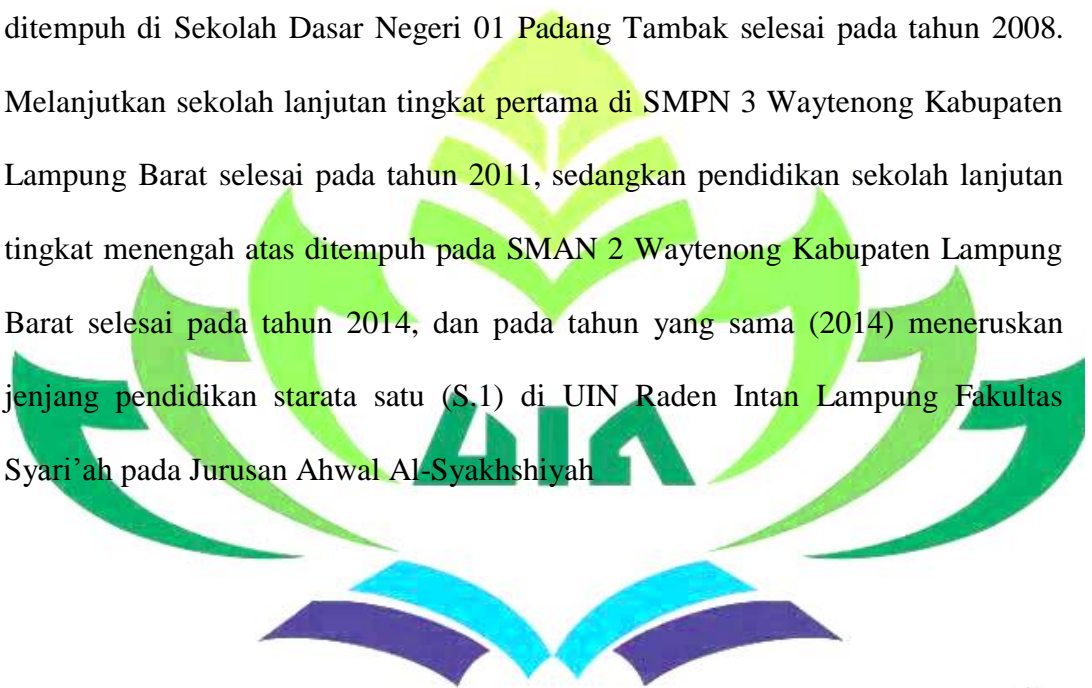 ditempuh di Sekolah Dasar Negeri 01 Padang Tambak selesai pada tahun 2008.
Melanjutkan sekolah lanjutan tingkat pertama di SMPN 3 Waytenong Kabupaten
Lampung Barat selesai pada tahun 2011, sedangkan pendidikan sekolah lanjutan
tingkat menengah atas ditempuh pada SMAN 2 Waytenong Kabupaten Lampung
Barat selesai pada tahun 2014, dan pada tahun yang sama (2014) meneruskan
jenjang pendidikan starata satu (S.1) di UIN Raden Intan Lampung Fakultas
Syari’ah pada Jurusan Ahwal Al-Syakhshiyah